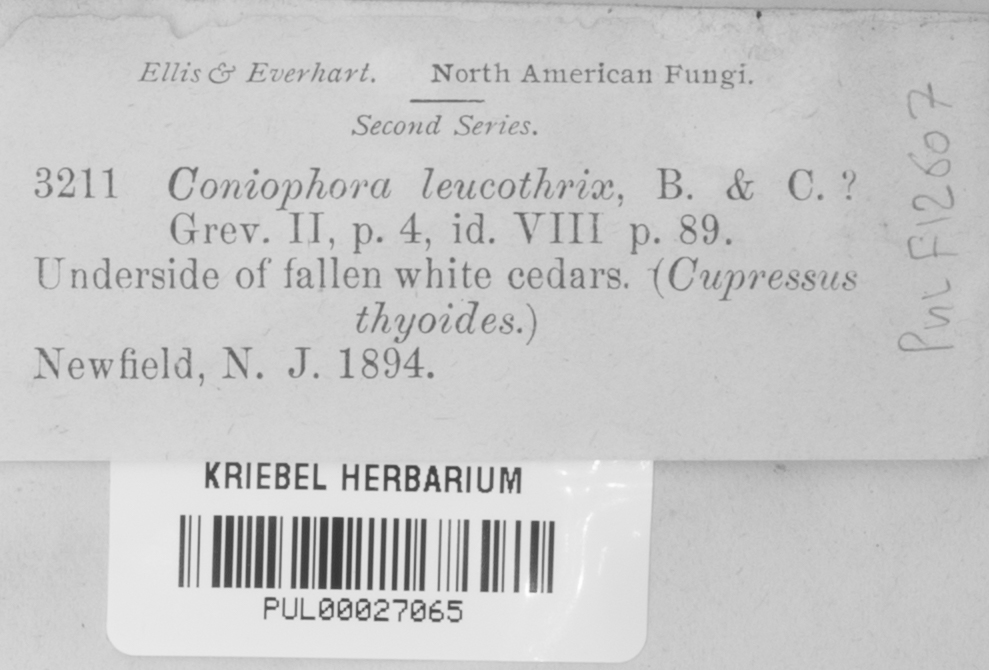 Ellis & Everhart. North American Fungi.
Second Series.
3211 Coniophora leucothrix, B. & C. ?
Grev. II, p. 4, id. VIII p. 89.
Underside of fallen white cedars. (Cupressus
thyoides.)
Newfield, N. J. 1894.
PUL F12607
KRIEBEL HERBARIUM
PUL00027065